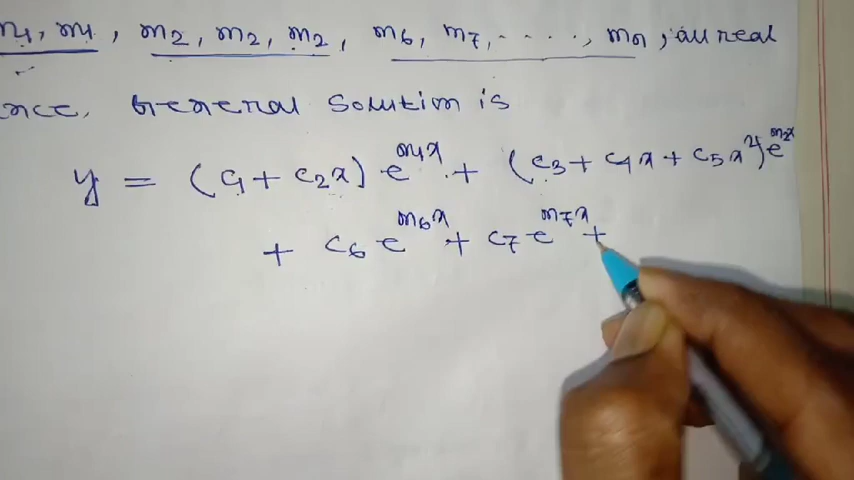 m1, m1, m2, m2, m2, m6, m7, ...., mn, all real
ence, General solution is
y = (c1 + c2x) e^m1x + (c3 + c4x + c5x²) e^m2x
+ c6 e^m6x + c7 e^m7x +